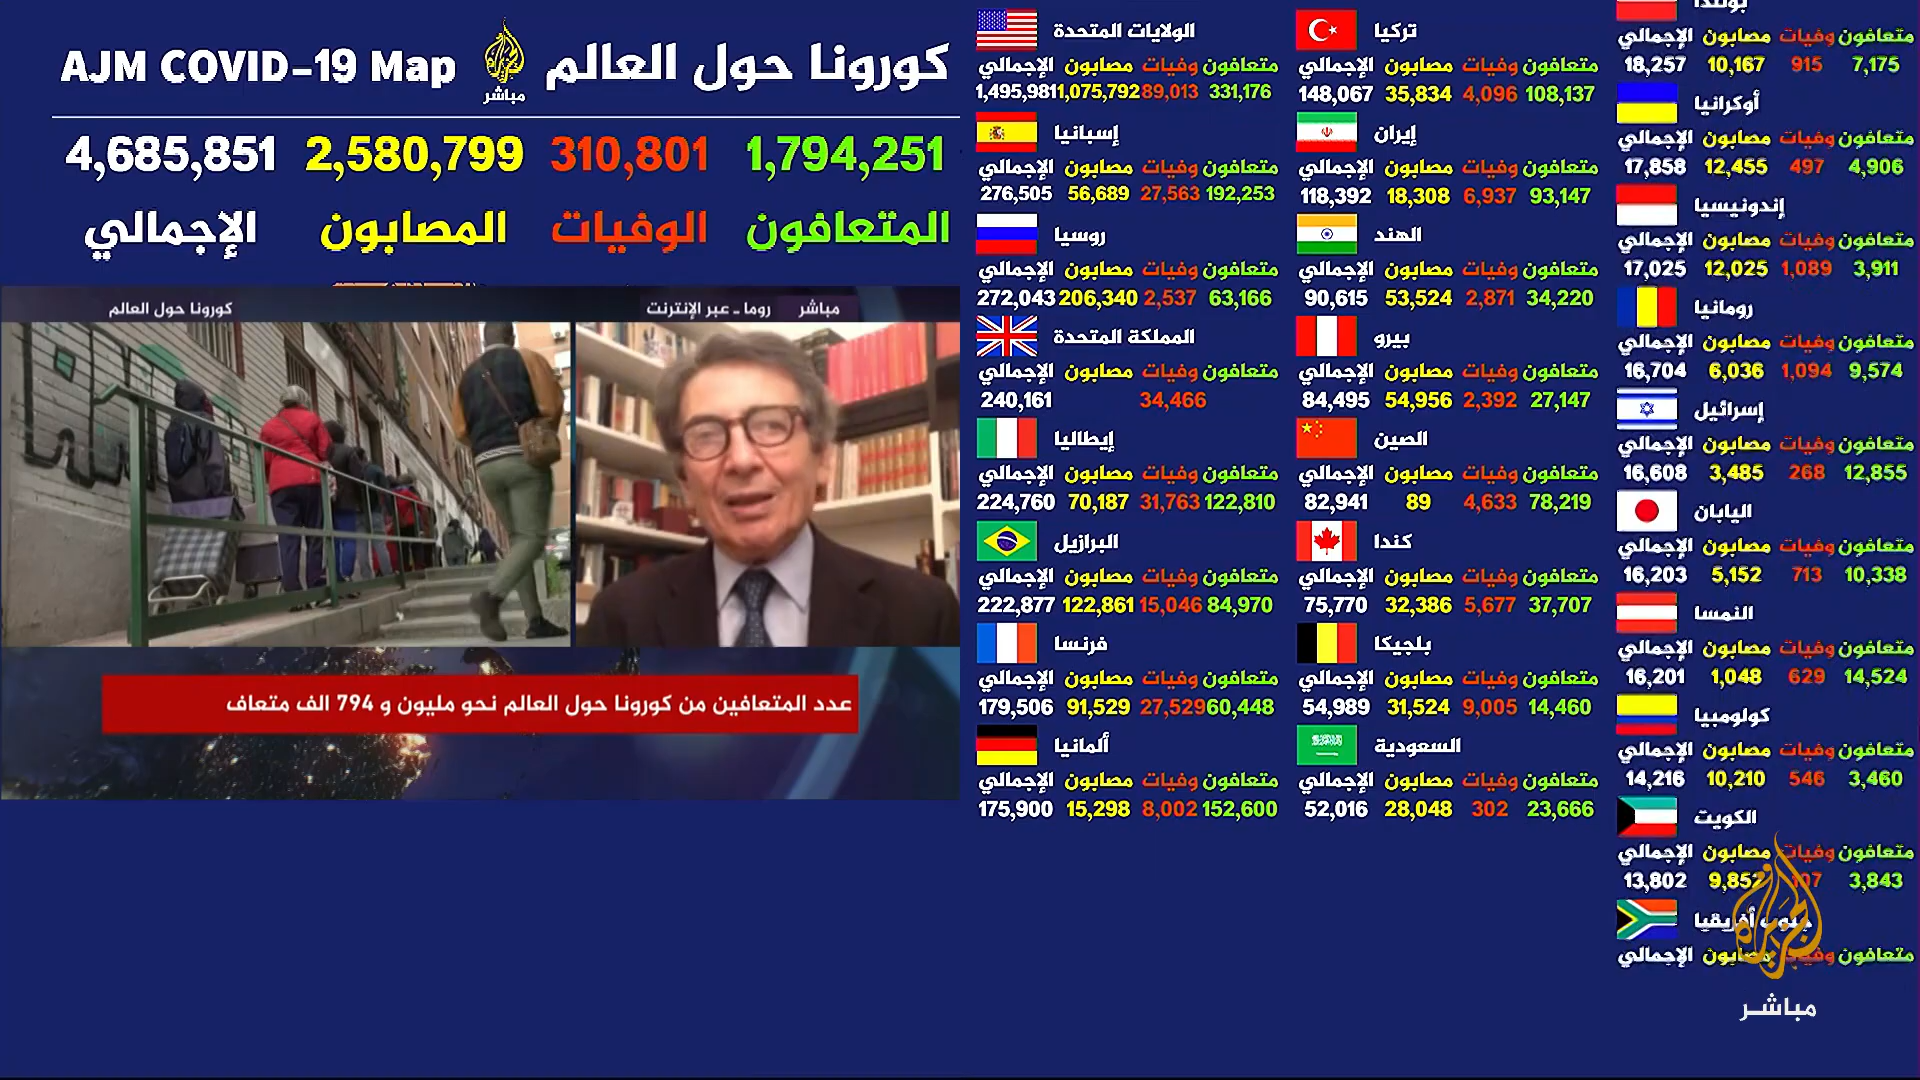 AJM COVID-19 Map مباشر كورونا حول العالم
4,685,851 2,580,799 310,801 1,794,251
الإجمالي المصابون الوفيات المتعافون
كورونا حول العالم
روما - عبر الإنترنت
مباشر
عدد المتعافين من كورونا حول العالم نحو مليون و 794 الف متعاف
الولايات المتحدة
الإجمالي مصابون وفيات متعافون
1,495,981 1,075,792 89,013 331,176
إسبانيا
الإجمالي مصابون وفيات متعافون
276,505 56,689 27,563 192,253
روسيا
الإجمالي مصابون وفيات متعافون
272,043 206,340 2,537 63,166
المملكة المتحدة
الإجمالي مصابون وفيات متعافون
240,161 34,466
إيطاليا
الإجمالي مصابون وفيات متعافون
224,760 70,187 31,763 122,810
البرازيل
الإجمالي مصابون وفيات متعافون
222,877 122,861 15,046 84,970
فرنسا
الإجمالي مصابون وفيات متعافون
179,506 91,529 27,529 60,448
ألمانيا
الإجمالي مصابون وفيات متعافون
175,900 15,298 8,002 152,600
تركيا
الإجمالي مصابون وفيات متعافون
148,067 35,834 4,096 108,137
إيران
الإجمالي مصابون وفيات متعافون
118,392 18,308 6,937 93,147
الهند
الإجمالي مصابون وفيات متعافون
90,615 53,524 2,871 34,220
بيرو
الإجمالي مصابون وفيات متعافون
84,495 54,956 2,392 27,147
الصين
الإجمالي مصابون وفيات متعافون
82,941 89 4,633 78,219
كندا
الإجمالي مصابون وفيات متعافون
75,770 32,386 5,677 37,707
بلجيكا
الإجمالي مصابون وفيات متعافون
54,989 31,524 9,005 14,460
السعودية
الإجمالي مصابون وفيات متعافون
52,016 28,048 302 23,666
بولندا
الإجمالي مصابون وفيات متعافون
18,257 10,167 915 7,175
أوكرانيا
الإجمالي مصابون وفيات متعافون
17,858 12,455 497 4,906
إندونيسيا
الإجمالي مصابون وفيات متعافون
17,025 12,025 1,089 3,911
رومانيا
الإجمالي مصابون وفيات متعافون
16,704 6,036 1,094 9,574
إسرائيل
الإجمالي مصابون وفيات متعافون
16,608 3,485 268 12,855
اليابان
الإجمالي مصابون وفيات متعافون
16,203 5,152 713 10,338
النمسا
الإجمالي مصابون وفيات متعافون
16,201 1,048 629 14,524
كولومبيا
الإجمالي مصابون وفيات متعافون
14,216 10,210 546 3,460
الكويت
الإجمالي مصابون وفيات متعافون
13,802 9,852 107 3,843
جنوب أفريقيا
الإجمالي مصابون وفيات متعافون
الجزيرة
مباشر